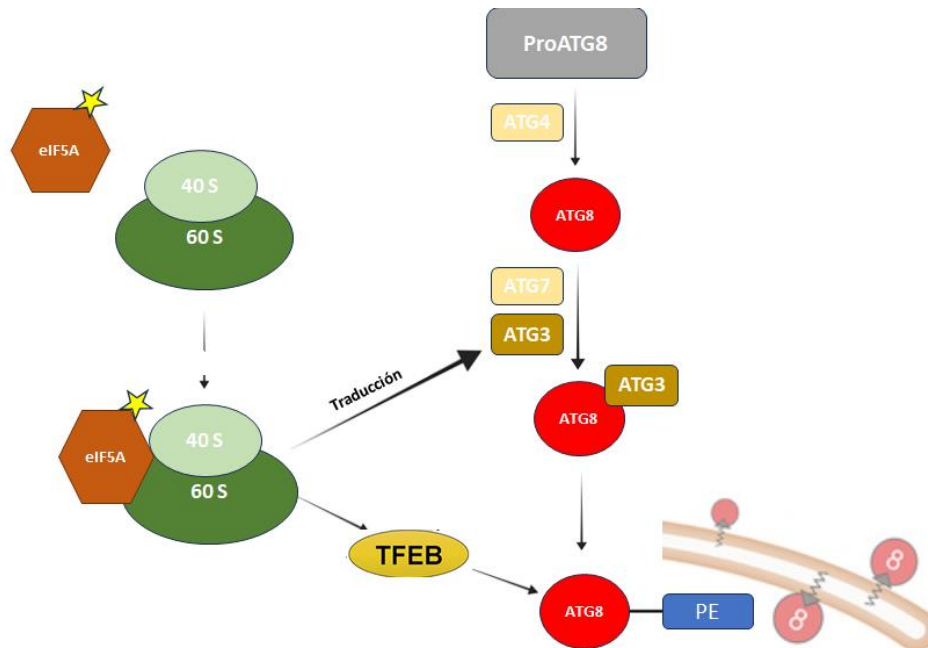 ProATG8
ATG4
eIF5A
40 S
60 S
ATG8
ATG7
ATG3
Traducción
ATG3
ATG8
eIF5A
40 S
60 S
TFEB
ATG8
PE
8
8